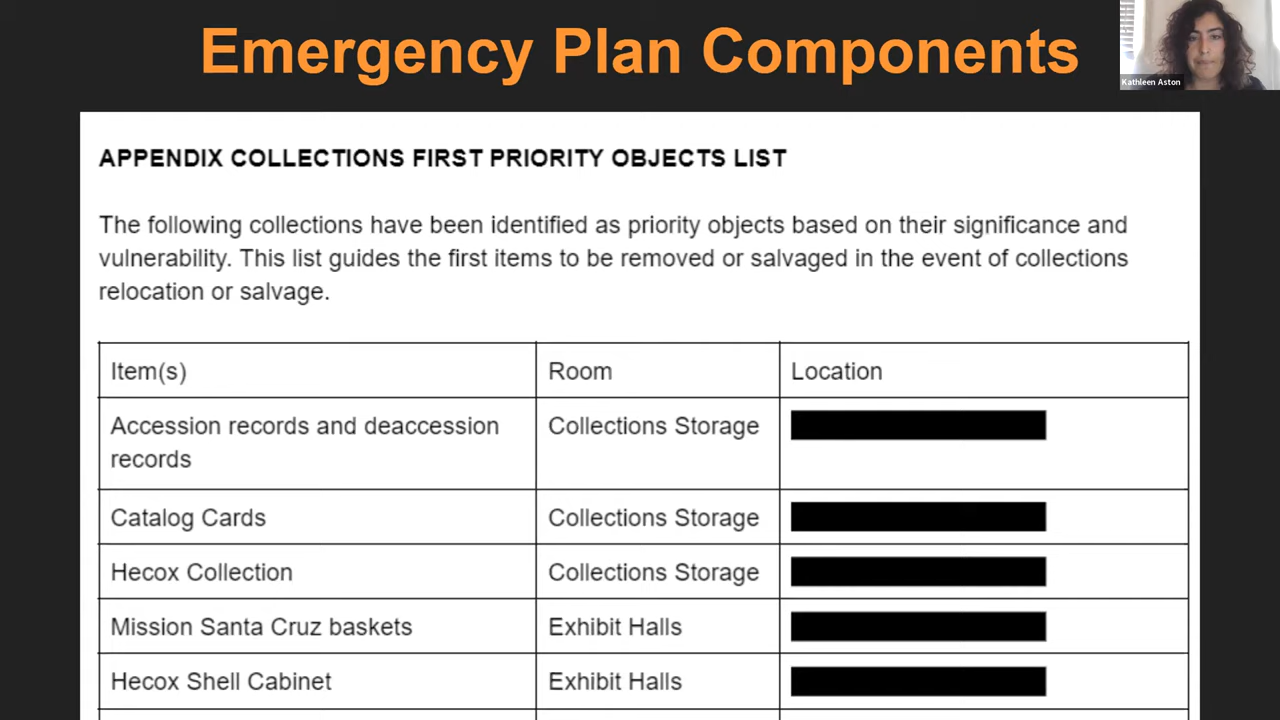 Emergency Plan Components
Kathleen Aston
APPENDIX COLLECTIONS FIRST PRIORITY OBJECTS LIST
The following collections have been identified as priority objects based on their significance and
vulnerability. This list guides the first items to be removed or salvaged in the event of collections
relocation or salvage.
Item(s) Room Location
Accession records and deaccession Collections Storage
records
Catalog Cards Collections Storage
Hecox Collection Collections Storage
Mission Santa Cruz baskets Exhibit Halls
Hecox Shell Cabinet Exhibit Halls